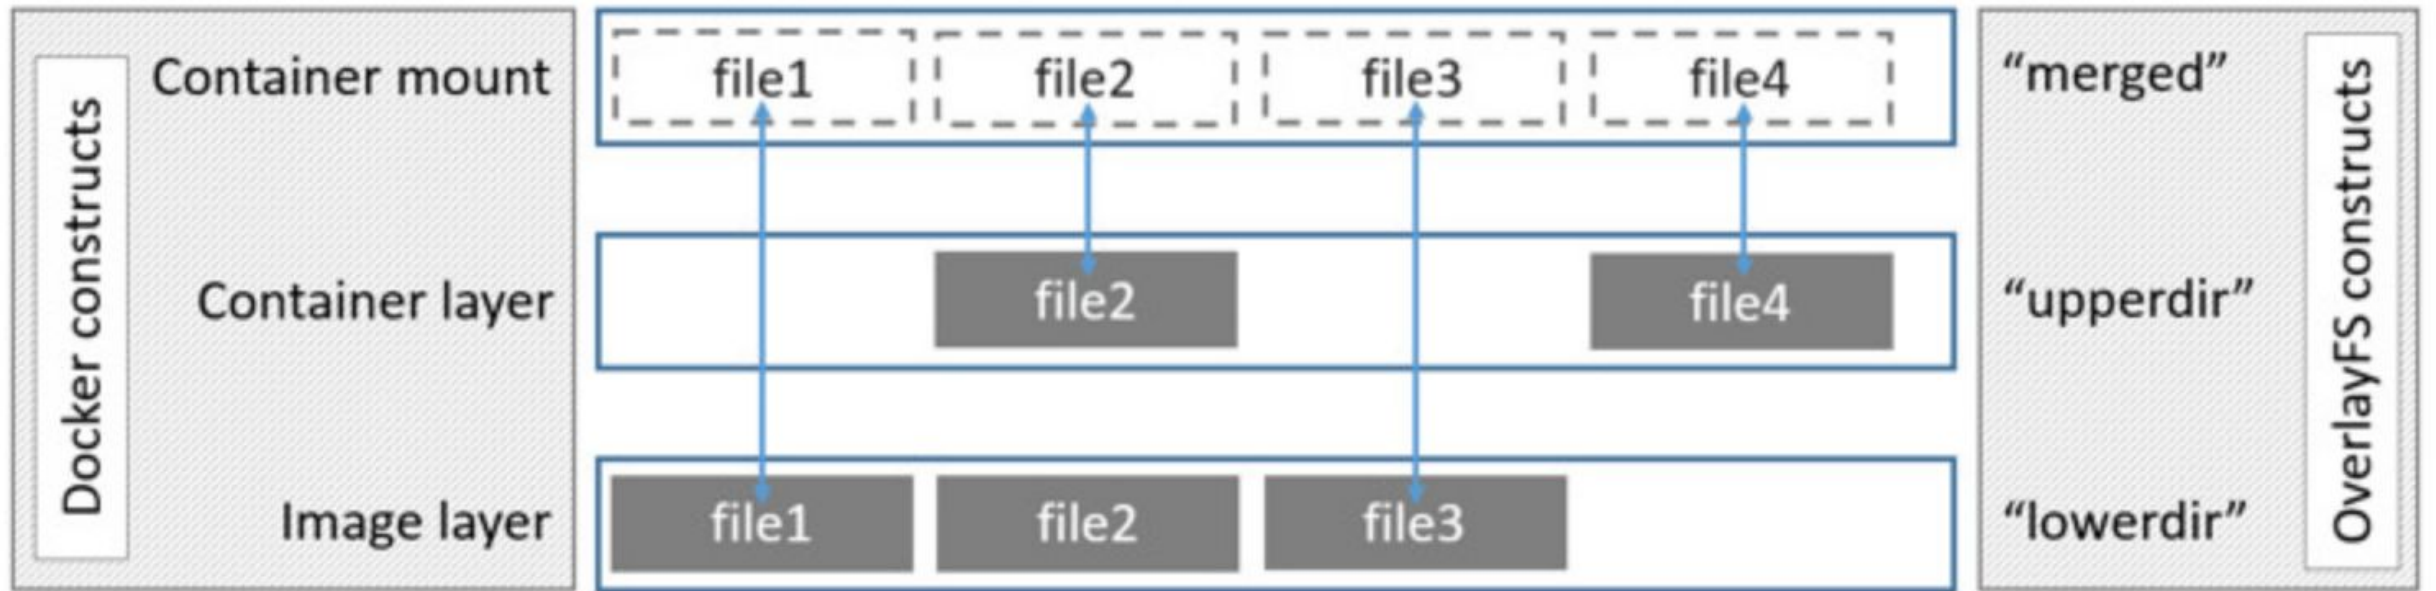 Docker constructs
Container mount
file1 file2 file3 file4
“merged”
Container layer
file2 file4
“upperdir”
Image layer
file1 file2 file3
“lowerdir”
OverlayFS constructs